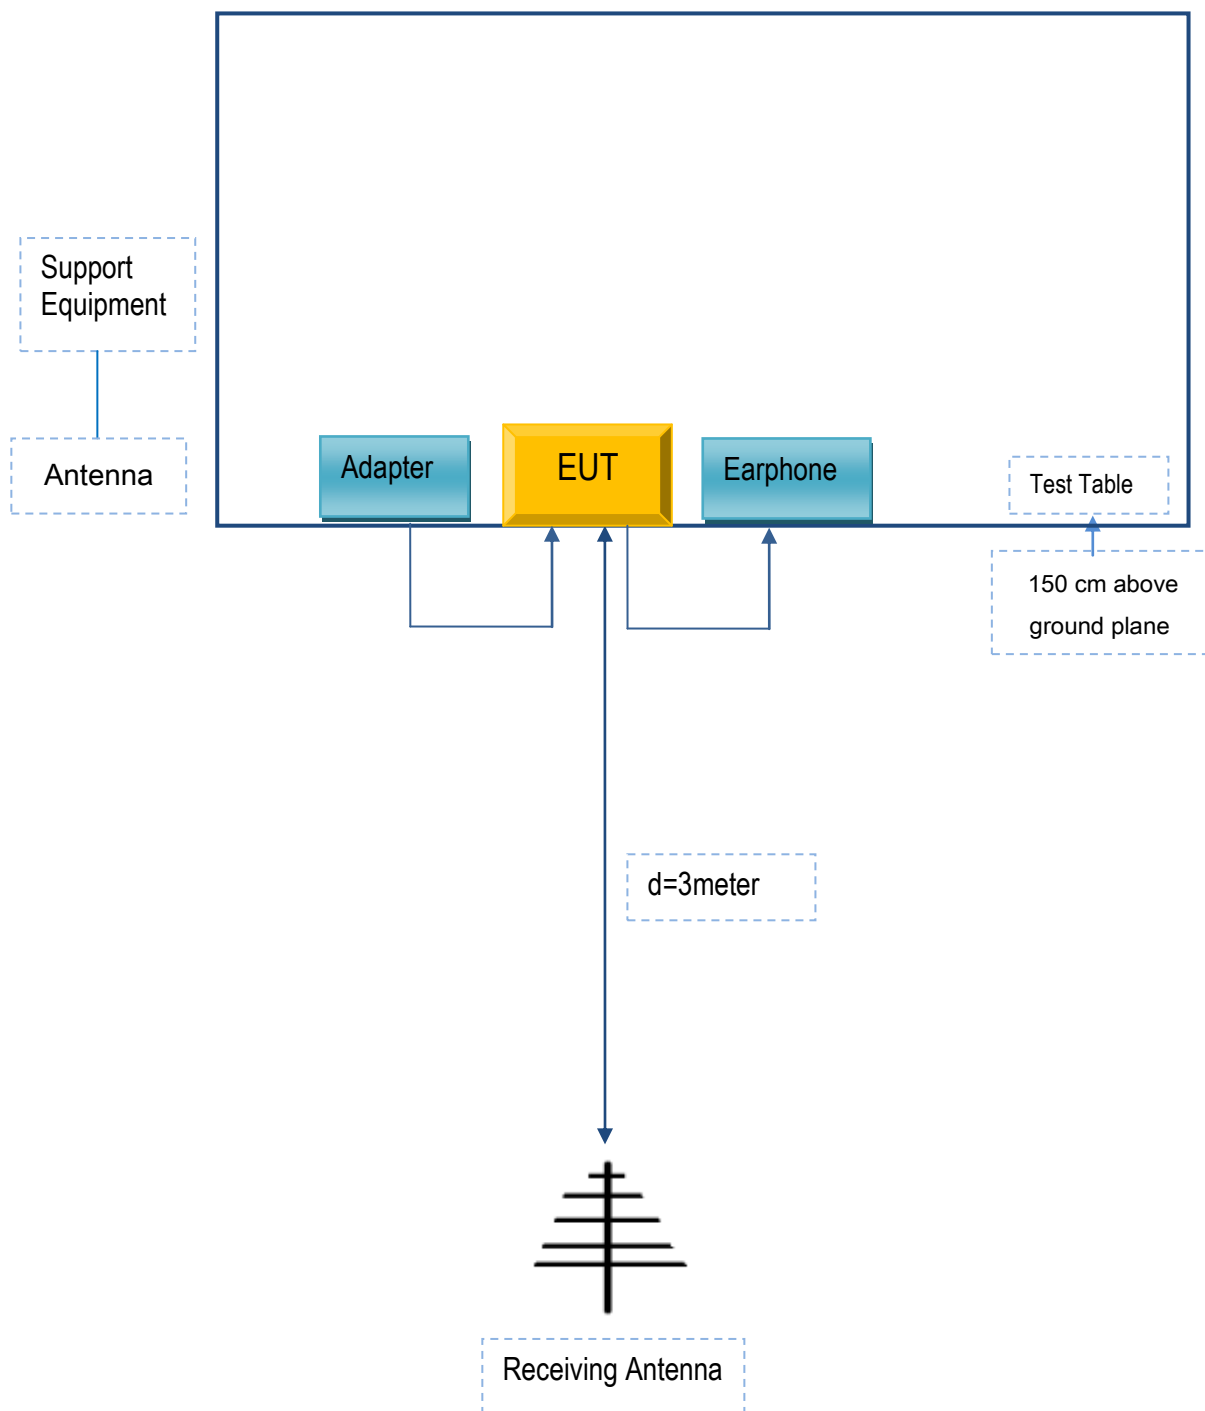 Support
Equipment
Antenna
Adapter
EUT
Earphone
Test Table
150 cm above
ground plane
d=3meter
Receiving Antenna